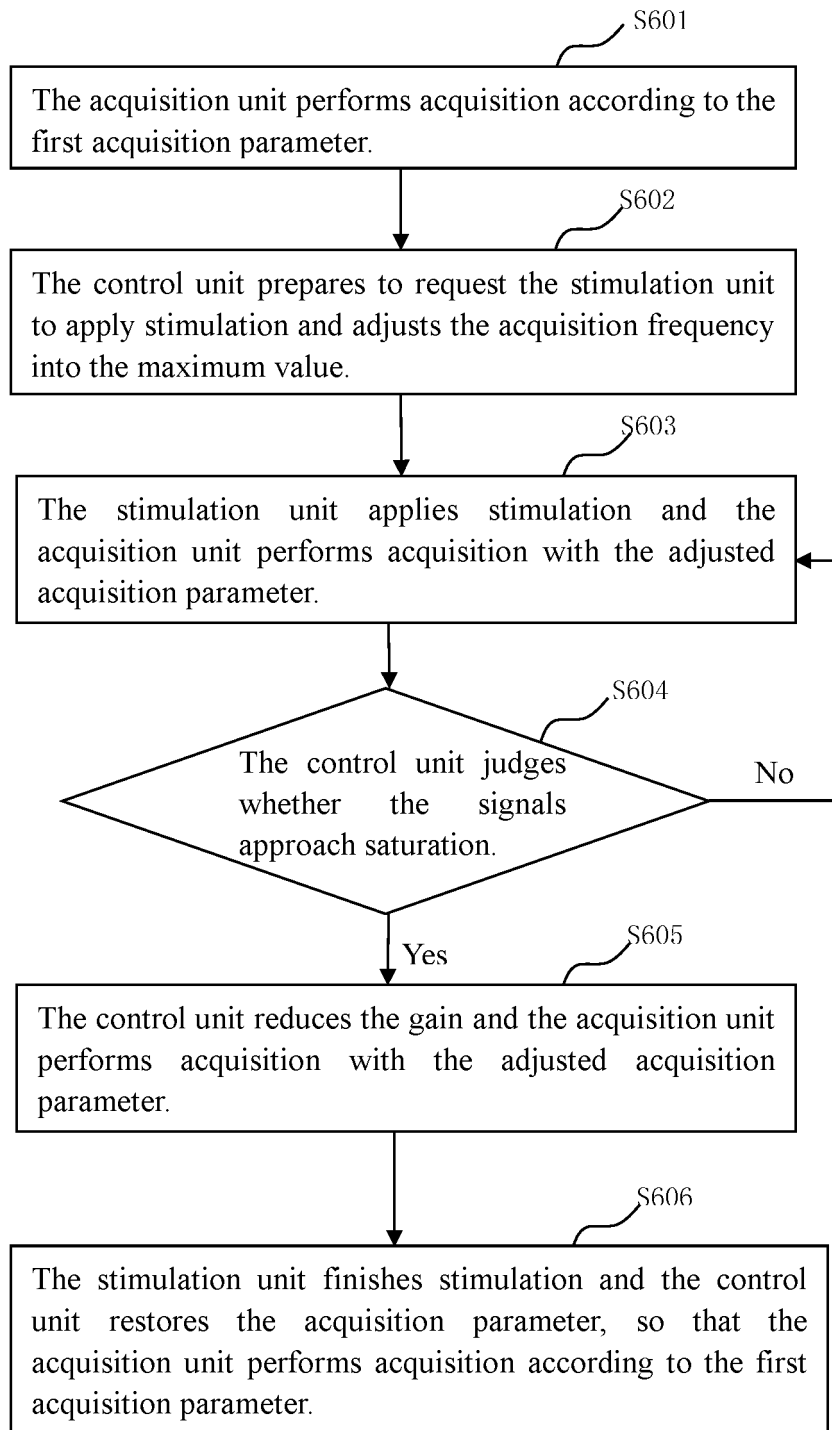 S601
The acquisition unit performs acquisition according to the
first acquisition parameter.
S602
The control unit prepares to request the stimulation unit
to apply stimulation and adjusts the acquisition frequency
into the maximum value.
S603
The stimulation unit applies stimulation and the
acquisition unit performs acquisition with the adjusted
acquisition parameter.
S604
The control unit judges
whether the signals
approach saturation.
No
Yes
S605
The control unit reduces the gain and the acquisition unit
performs acquisition with the adjusted acquisition
parameter.
S606
The stimulation unit finishes stimulation and the control
unit restores the acquisition parameter, so that the
acquisition unit performs acquisition according to the first
acquisition parameter.